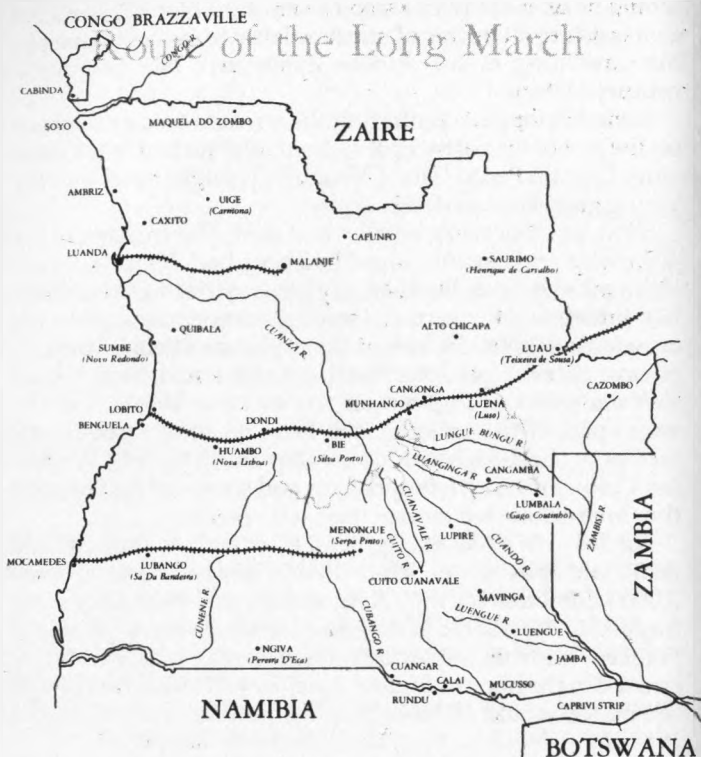 CONGO BRAZZAVILLE
Route of the Long March
CONGO R
CABINDA
SOYO
MAQUELA DO ZOMBO
ZAIRE
AMBRIZ
UIGE
(Carmona)
CAXITO
CAFUNFO
LUANDA
MALANJE
SAURIMO
(Henrique de Carvalho)
QUIBALA
CUANZA R
ALTO CHICAPA
SUMBE
(Novo Redondo)
LUAU
(Teixeira de Sousa)
CANGONGA
CAZOMBO
MUNHANGO
LUENA
(Luso)
LOBITO
BENGUELA
DONDI
HUAMBO
(Nova Lisboa)
BIE
(Silva Porto)
LUNGUE BUNGU R
LUANGINGA R
CANGAMBA
LUMBALA
(Gago Coutinho)
ZAMBISI R
ZAMBIA
CUANAVALE R
MENONGUE
(Serpa Pinto)
CUITO R
LUPIRE
CUANDO R
MOCAMEDES
LUBANGO
(Sa Da Bandeira)
CUITO CUANAVALE
MAVINGA
CUNENE R
CUBANGO R
LUENGUE R
LUENGUE
NGIVA
(Pereira D'Eca)
JAMBA
CUANGAR
CALAI
MUCUSSO
RUNDU
CAPRIVI STRIP
NAMIBIA
BOTSWANA